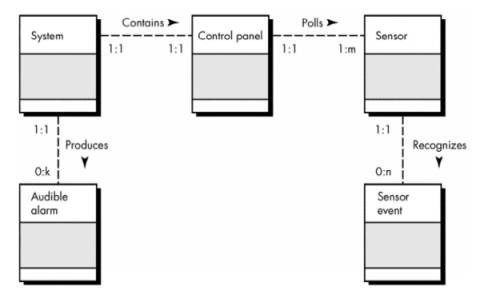 Contains
Polls
System
Control panel
Sensor
1:1
1:1
1:1
1:m
1:1
Produces
0:k
1:1
Recognizes
0:n
Audible
alarm
Sensor
event